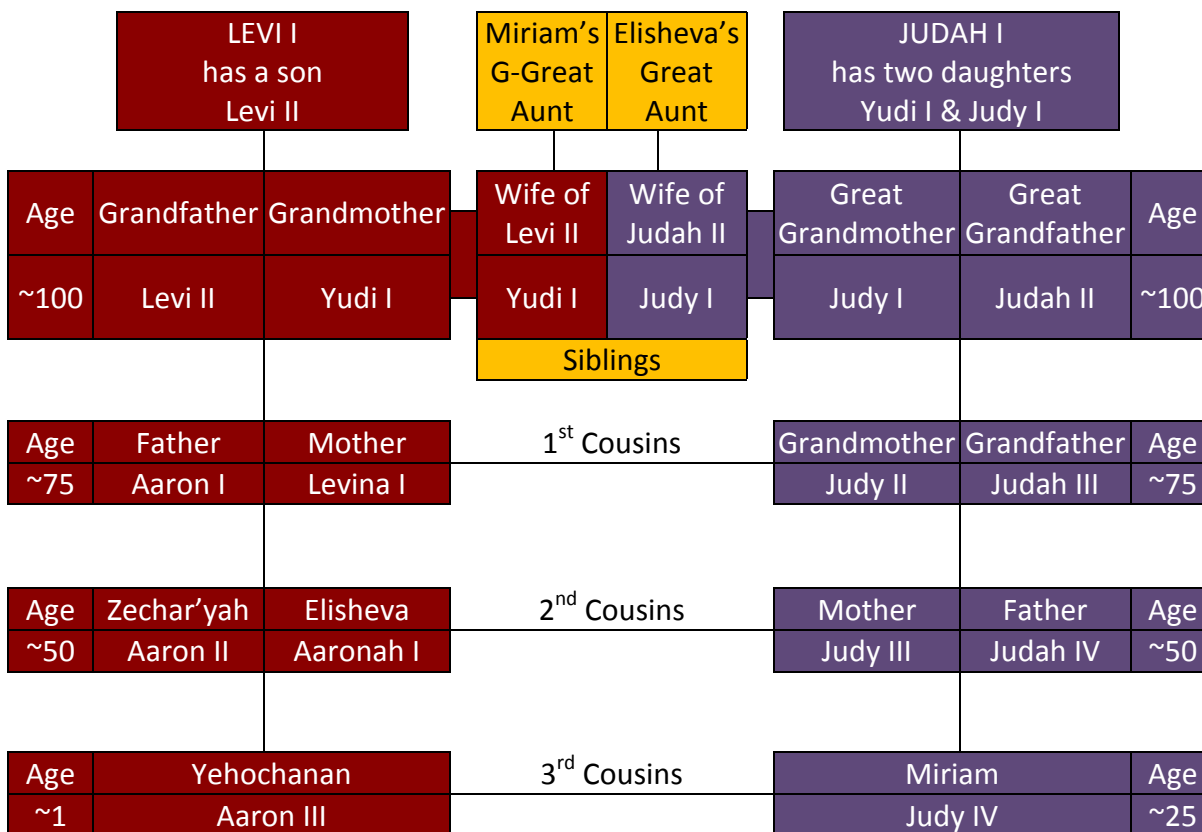 LEVI I
has a son
Levi II
Miriam’s
G-Great
Aunt
Elisheva’s
Great
Aunt
JUDAH I
has two daughters
Yudi I & Judy I
Age
Grandfather
Grandmother
Wife of
Levi II
Wife of
Judah II
Great
Grandmother
Great
Grandfather
Age
~100
Levi II
Yudi I
Yudi I
Judy I
Judy I
Judah II
~100
Siblings
Age
Father
Mother
1st Cousins
Grandmother
Grandfather
Age
~75
Aaron I
Levina I
Judy II
Judah III
~75
Age
Zechar’yah
Elisheva
2nd Cousins
Mother
Father
Age
~50
Aaron II
Aaronah I
Judy III
Judah IV
~50
Age
Yehochanan
3rd Cousins
Miriam
Age
~1
Aaron III
Judy IV
~25